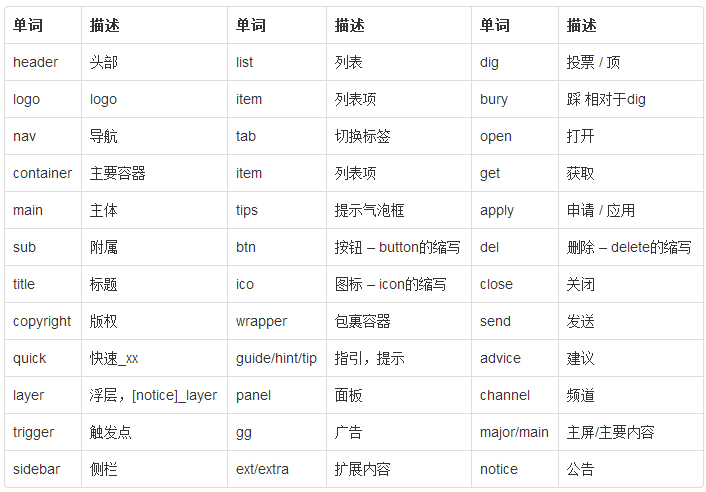 单词 描述 单词 描述 单词 描述
header 头部 list 列表 dig 投票 / 顶
logo logo item 列表项 bury 踩 相对于dig
nav 导航 tab 切换标签 open 打开
container 主要容器 item 列表项 get 获取
main 主体 tips 提示气泡框 apply 申请 / 应用
sub 附属 btn 按钮 – button的缩写 del 删除 – delete的缩写
title 标题 ico 图标 – icon的缩写 close 关闭
copyright 版权 wrapper 包裹容器 send 发送
quick 快速_xx guide/hint/tip 指引，提示 advice 建议
layer 浮层，[notice]_layer panel 面板 channel 频道
trigger 触发点 gg 广告 major/main 主屏/主要内容
sidebar 侧栏 ext/extra 扩展内容 notice 公告